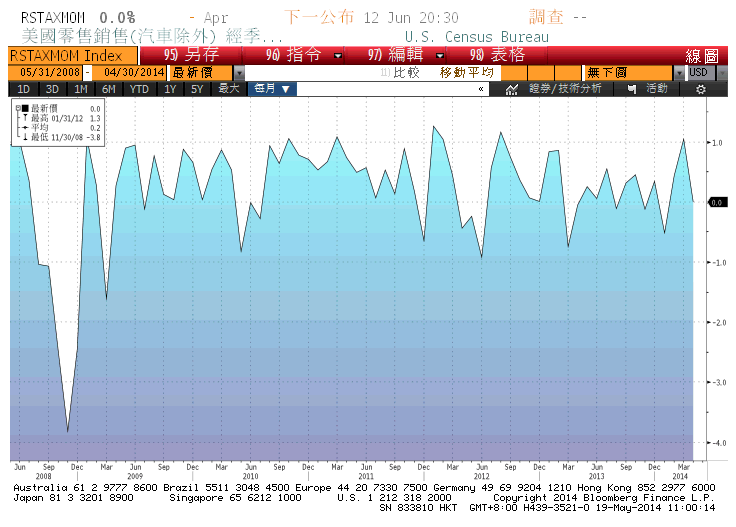 RSTAXMOM 0.0% - Apr 下一公布 12 Jun 20:30 調查 --
美國零售銷售(汽車除外) 經季... U.S. Census Bureau
RSTAXMOM Index 95) 另存 96) 指令 97) 編輯 98) 表格 線圖
05/31/2008 - 04/30/2014 最新價 11) 比較 移動平均 無下圖 USD
1D 3D 1M 6M YTD 1Y 5Y 最大 每月 ▼ « 證券/技術分析 活動
最新價 0.0
最高 01/31/12 1.3
平均 0.2
最低 11/30/08 -3.8
1.0
0.0
-1.0
-2.0
-3.0
-4.0
Jun Sep Dec Mar Jun Sep Dec Mar Jun Sep Dec Mar Jun Sep Dec Mar Jun Sep Dec Mar Jun Sep Dec Mar
2008 2009 2010 2011 2012 2013 2014
Australia 61 2 9777 8600 Brazil 5511 3048 4500 Europe 44 20 7330 7500 Germany 49 69 9204 1210 Hong Kong 852 2977 6000
Japan 81 3 3201 8900 Singapore 65 6212 1000 U.S. 1 212 318 2000 Copyright 2014 Bloomberg Finance L.P.
SN 833810 HKT GMT+8:00 H439-3521-0 19-May-2014 11:00:14